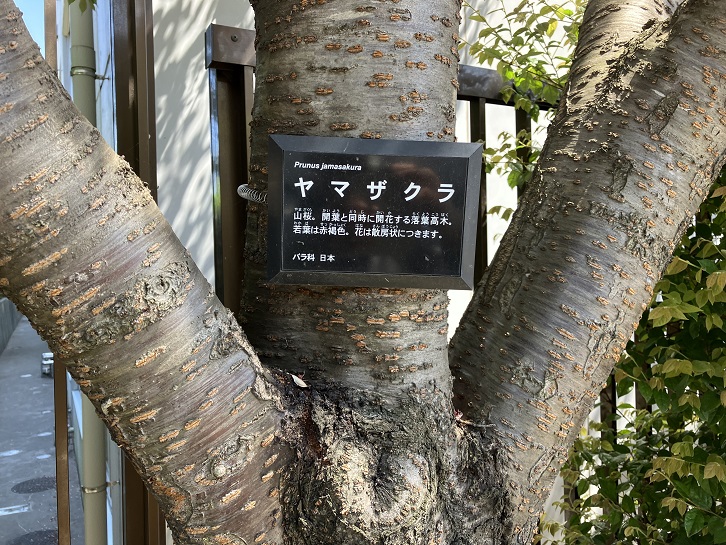 Prunus jamasakura
ヤマザクラ
山桜。開葉と同時に開花する落葉高木。
若葉は赤褐色。花は散房状につきます。
バラ科 日本